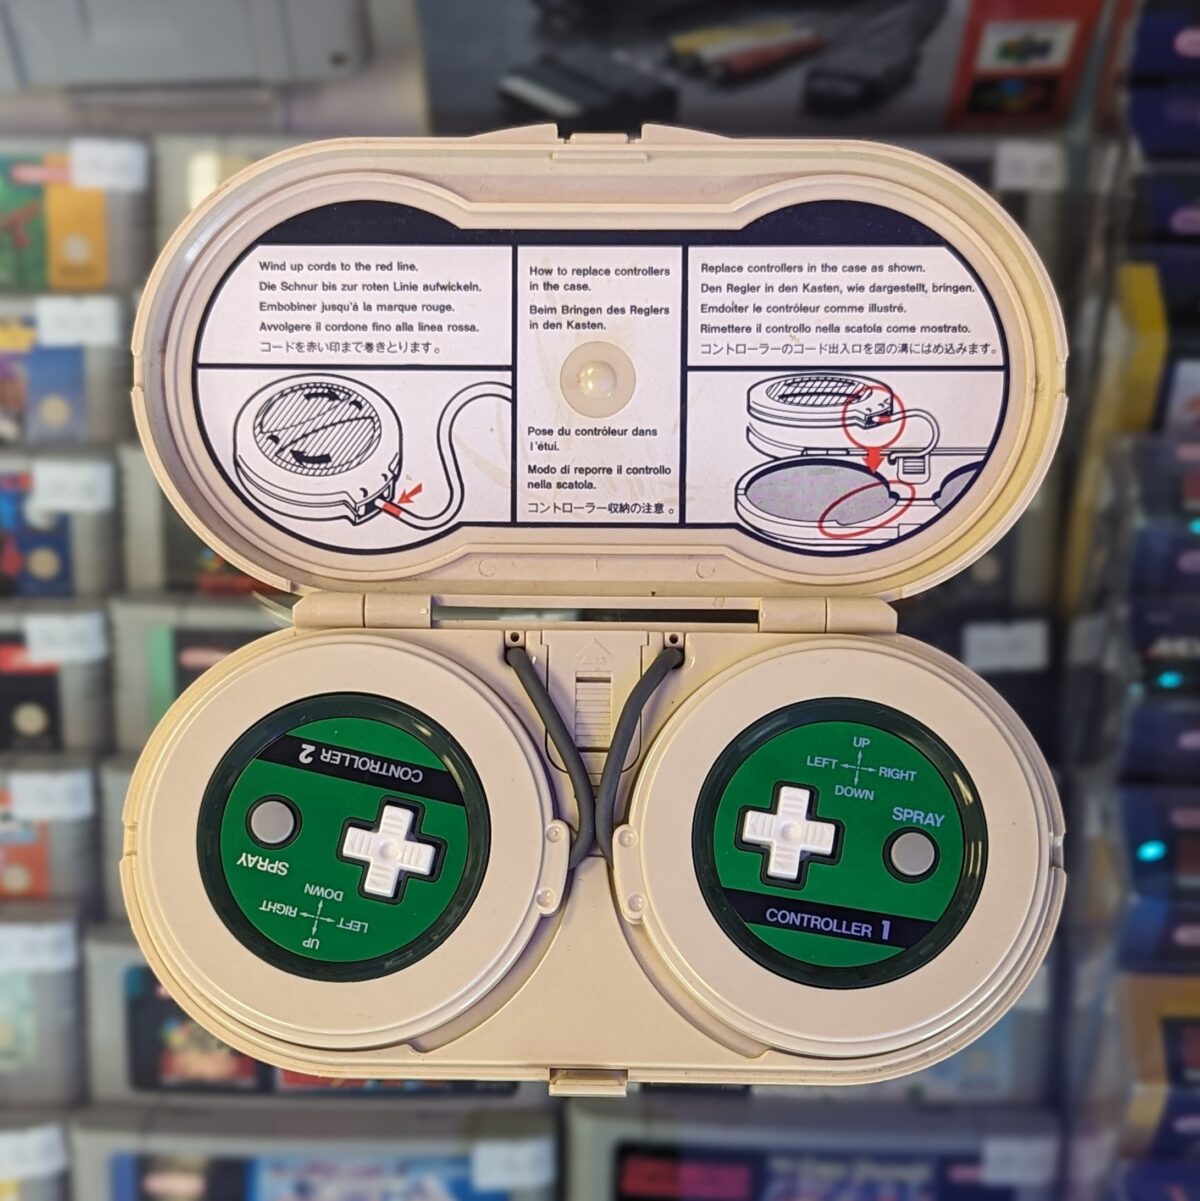 Wind up cords to the red line.
Die Schnur bis zur roten Linie aufwickeln.
Embobiner jusqu'à la marque rouge.
Avvolgere il cordone fino alla linea rossa.
コードを赤い印まで巻きとります。
How to replace controllers
in the case.
Beim Bringen des Reglers
in den Kasten.
Pose du contrôleur dans
l'étui.
Modo di reporre il controllo
nella scatola.
コントローラー収納の注意。
Replace controllers in the case as shown.
Den Regler in den Kasten, wie dargestellt, bringen.
Emdoîter le contrôleur comme illustré.
Rimettere il controllo nella scatola come mostrato.
コントローラーのコード出入口を図の溝にはめ込みます。
CONTROLLER 2
SPRAY
UP
LEFT
RIGHT
DOWN
UP
LEFT
RIGHT
DOWN
SPRAY
CONTROLLER 1